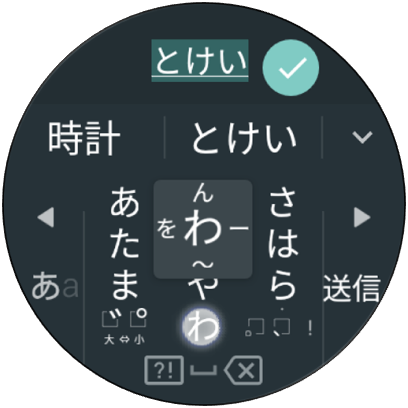 とけい
時計 とけい
ん
あ を わ ー さ
た 〜 は
ま や ら
あa 送信
゛゜ わ 、 !
大⇔小
?!